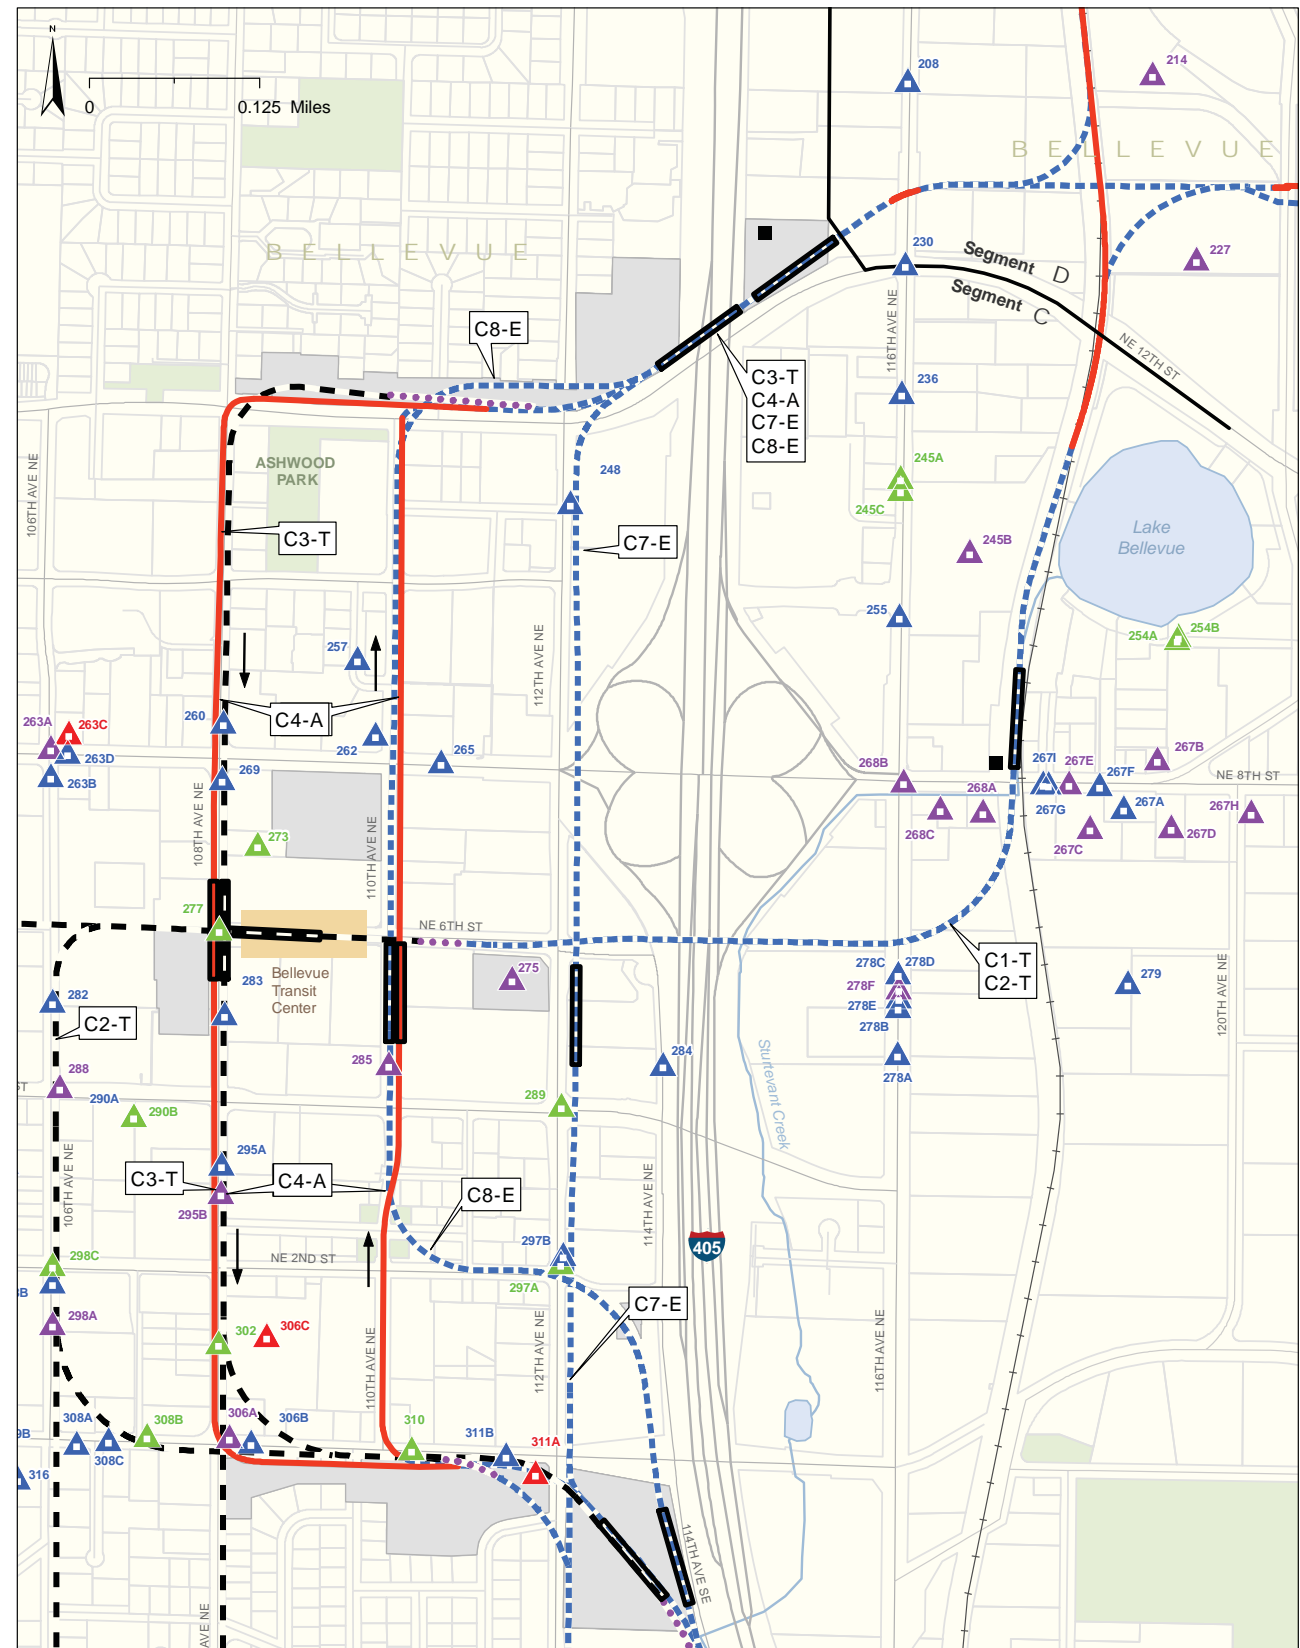 N
0
0.125 Miles
208
214
BELLEVUE
BELLEVUE
230
227
Segment D
Segment C
116TH AVE NE
NE 12TH ST
C8-E
C3-T
C4-A
C7-E
C8-E
236
ASHWOOD
PARK
106TH AVE NE
248
245A
245C
245B
Lake
Bellevue
C3-T
C7-E
255
254A
254B
257
112TH AVE NE
263A
263C
260
C4-A
263D
262
265
263B
269
268B
267I
267E
267B
267F
NE 8TH ST
268A
267G
267A
267H
268C
267C
267D
108TH AVE NE
273
110TH AVE NE
277
NE 6TH ST
C1-T
C2-T
278C
278D
275
283
Bellevue
Transit
Center
278F
279
282
278E
278B
120TH AVE NE
C2-T
284
285
278A
288
ST
290A
290B
289
Sturtevant Creek
295A
106TH AVE NE
C3-T
C4-A
C8-E
114TH AVE NE
295B
297B
405
298C
NE 2ND ST
297A
8B
C7-E
298A
302
306C
110TH AVE NE
112TH AVE NE
116TH AVE NE
308A
308B
306A
306B
310
311B
311A
9B
308C
316
114TH AVE SE
AVE NE